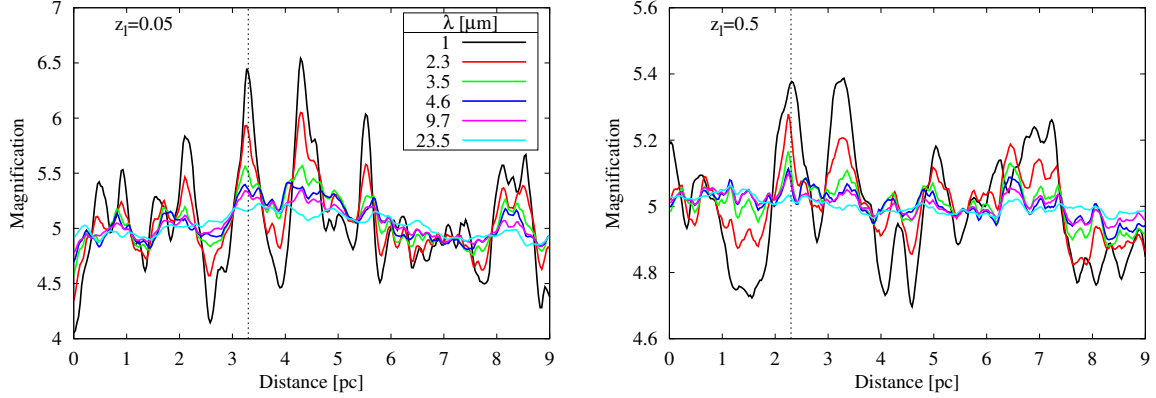 z_l=0.05
λ [μm]
1
2.3
3.5
4.6
9.7
23.5
Magnification
7
6.5
6
5.5
5
4.5
4
0 1 2 3 4 5 6 7 8 9
Distance [pc]
z_l=0.5
Magnification
5.6
5.4
5.2
5
4.8
4.6
0 1 2 3 4 5 6 7 8 9
Distance [pc]